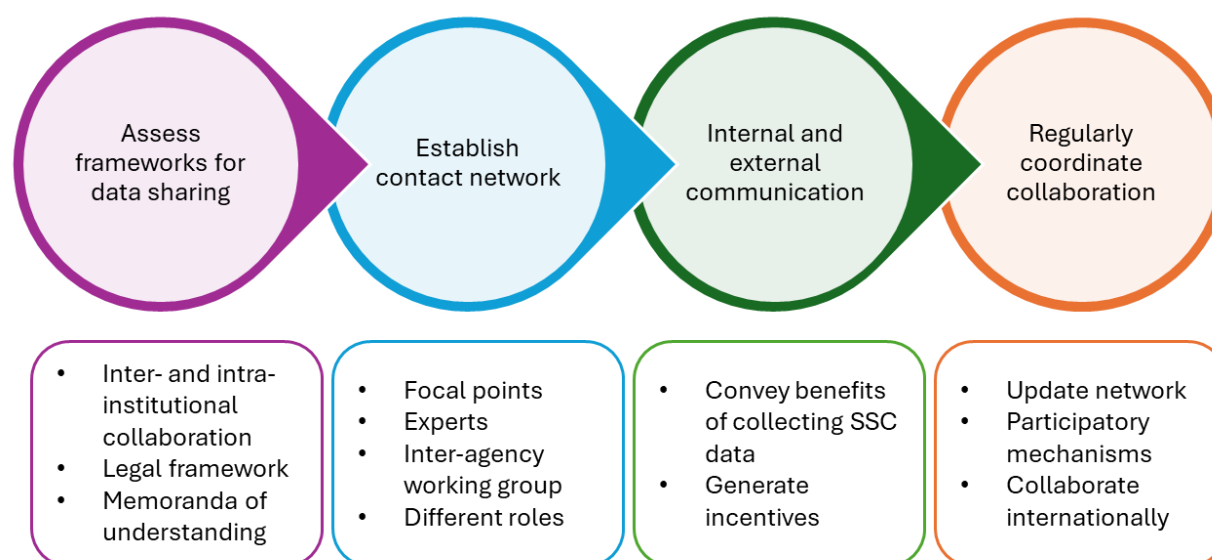 Assess
frameworks for
data sharing
Establish
contact network
Internal and
external
communication
Regularly
coordinate
collaboration
• Inter- and intra-
institutional
collaboration
• Legal framework
• Memoranda of
understanding
• Focal points
• Experts
• Inter-agency
working group
• Different roles
• Convey benefits
of collecting SSC
data
• Generate
incentives
• Update network
• Participatory
mechanisms
• Collaborate
internationally